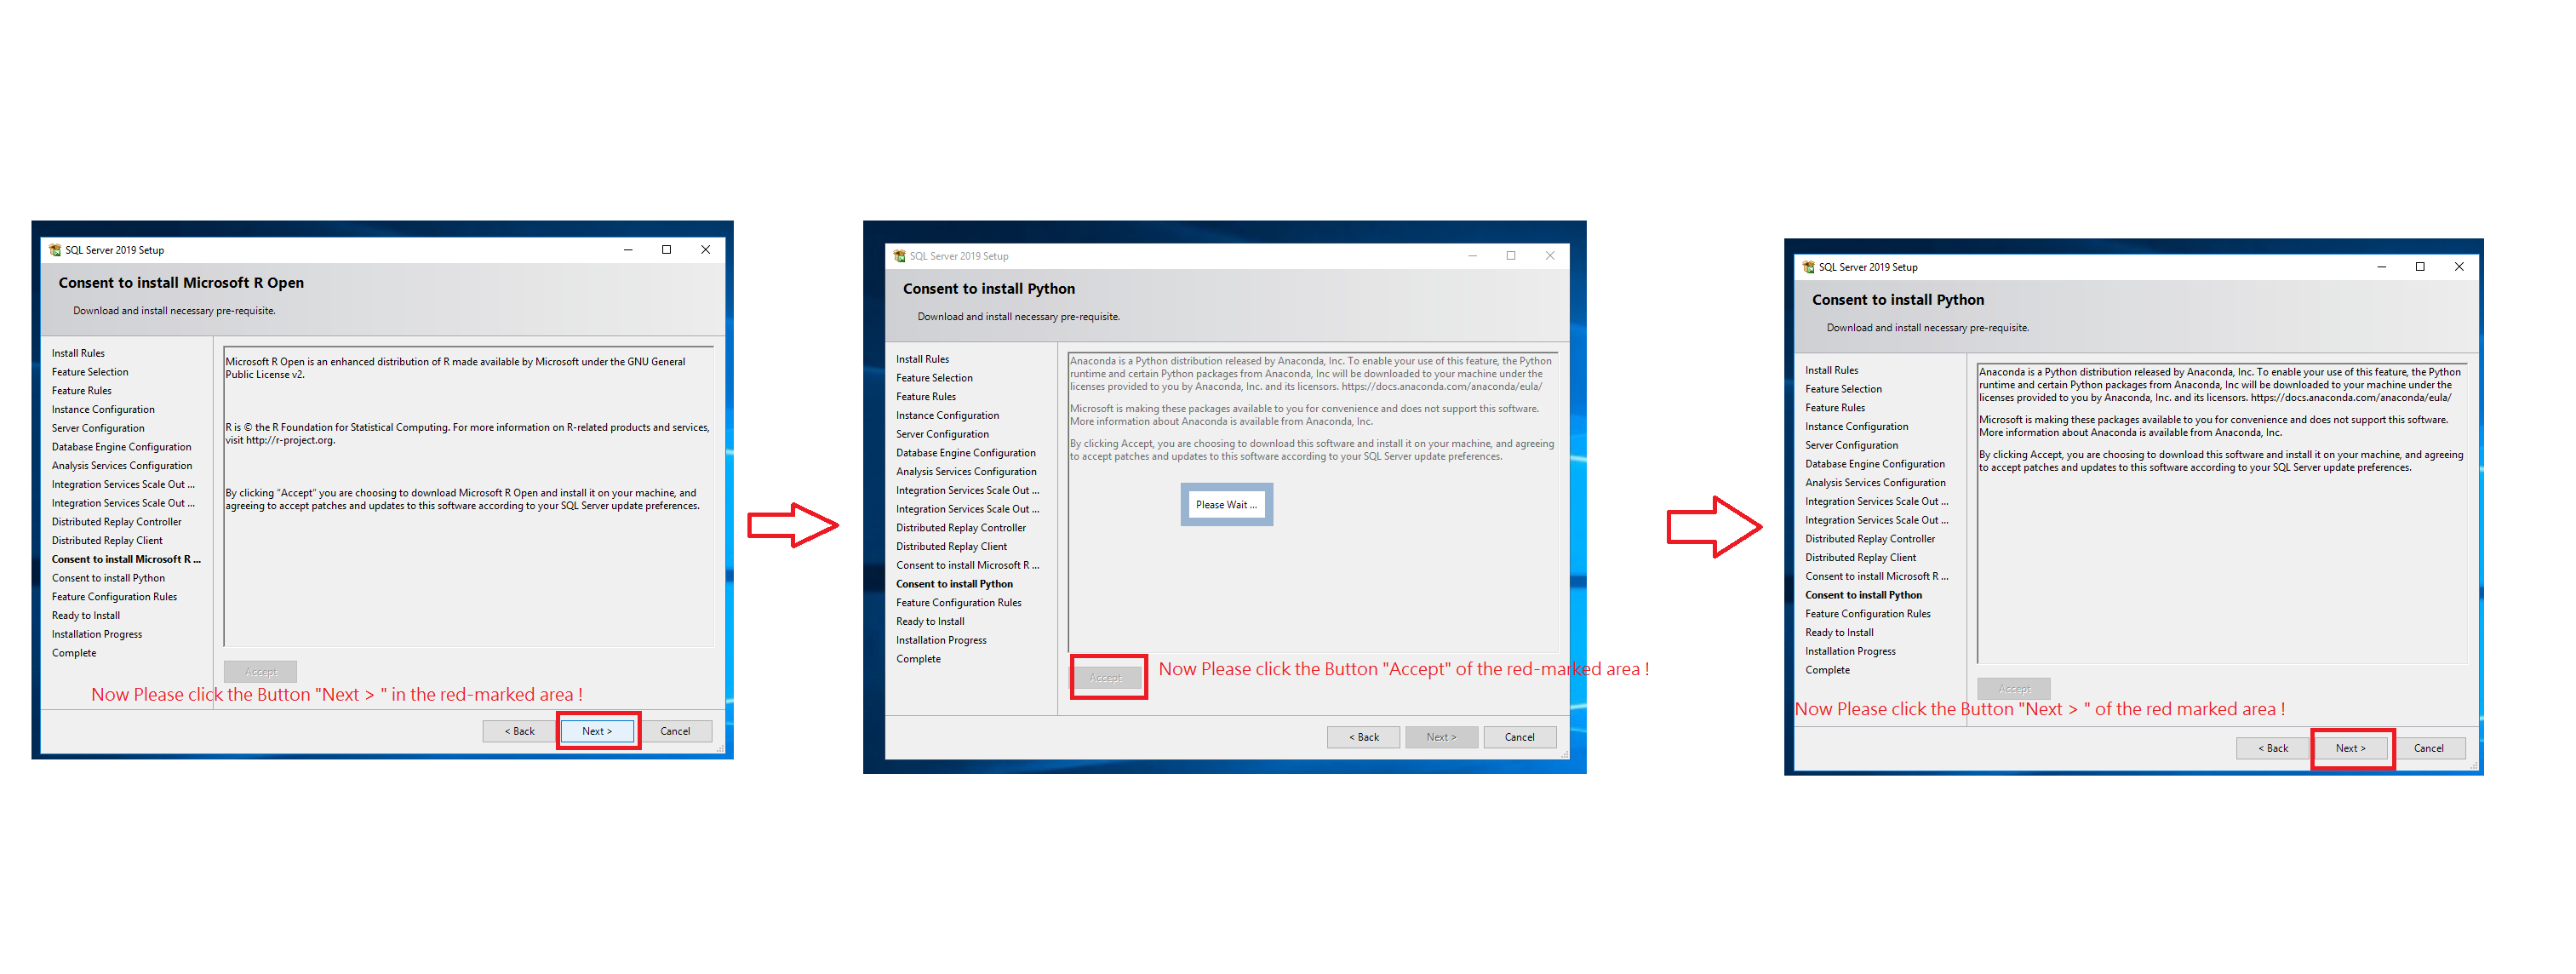 SQL Server 2019 Setup
Consent to install Microsoft R Open
Download and install necessary pre-requisite.
Install Rules
Feature Selection
Feature Rules
Instance Configuration
Server Configuration
Database Engine Configuration
Analysis Services Configuration
Integration Services Scale Out ...
Integration Services Scale Out ...
Distributed Replay Controller
Distributed Replay Client
Consent to install Microsoft R ...
Consent to install Python
Feature Configuration Rules
Ready to Install
Installation Progress
Complete
Microsoft R Open is an enhanced distribution of R made available by Microsoft under the GNU General
Public License v2.
R is © the R Foundation for Statistical Computing. For more information on R-related products and services,
visit http://r-project.org.
By clicking "Accept" you are choosing to download Microsoft R Open and install it on your machine, and
agreeing to accept patches and updates to this software according to your SQL Server update preferences.
Accept
Now Please click the Button "Next > " in the red-marked area !
< Back
Next >
Cancel
SQL Server 2019 Setup
Consent to install Python
Download and install necessary pre-requisite.
Install Rules
Feature Selection
Feature Rules
Instance Configuration
Server Configuration
Database Engine Configuration
Analysis Services Configuration
Integration Services Scale Out ...
Integration Services Scale Out ...
Distributed Replay Controller
Distributed Replay Client
Consent to install Microsoft R ...
Consent to install Python
Feature Configuration Rules
Ready to Install
Installation Progress
Complete
Anaconda is a Python distribution released by Anaconda, Inc. To enable your use of this feature, the Python
runtime and certain Python packages from Anaconda, Inc will be downloaded to your machine under the
licenses provided to you by Anaconda, Inc. and its licensors. https://docs.anaconda.com/anaconda/eula/
Microsoft is making these packages available to you for convenience and does not support this software.
More information about Anaconda is available from Anaconda, Inc.
By clicking Accept, you are choosing to download this software and install it on your machine, and agreeing
to accept patches and updates to this software according to your SQL Server update preferences.
Please Wait ...
Accept
Now Please click the Button "Accept" of the red-marked area !
< Back
Next >
Cancel
SQL Server 2019 Setup
Consent to install Python
Download and install necessary pre-requisite.
Install Rules
Feature Selection
Feature Rules
Instance Configuration
Server Configuration
Database Engine Configuration
Analysis Services Configuration
Integration Services Scale Out ...
Integration Services Scale Out ...
Distributed Replay Controller
Distributed Replay Client
Consent to install Microsoft R ...
Consent to install Python
Feature Configuration Rules
Ready to Install
Installation Progress
Complete
Anaconda is a Python distribution released by Anaconda, Inc. To enable your use of this feature, the Python
runtime and certain Python packages from Anaconda, Inc will be downloaded to your machine under the
licenses provided to you by Anaconda, Inc. and its licensors. https://docs.anaconda.com/anaconda/eula/
Microsoft is making these packages available to you for convenience and does not support this software.
More information about Anaconda is available from Anaconda, Inc.
By clicking Accept, you are choosing to download this software and install it on your machine, and agreeing
to accept patches and updates to this software according to your SQL Server update preferences.
Accept
Now Please click the Button "Next > " of the red marked area !
< Back
Next >
Cancel